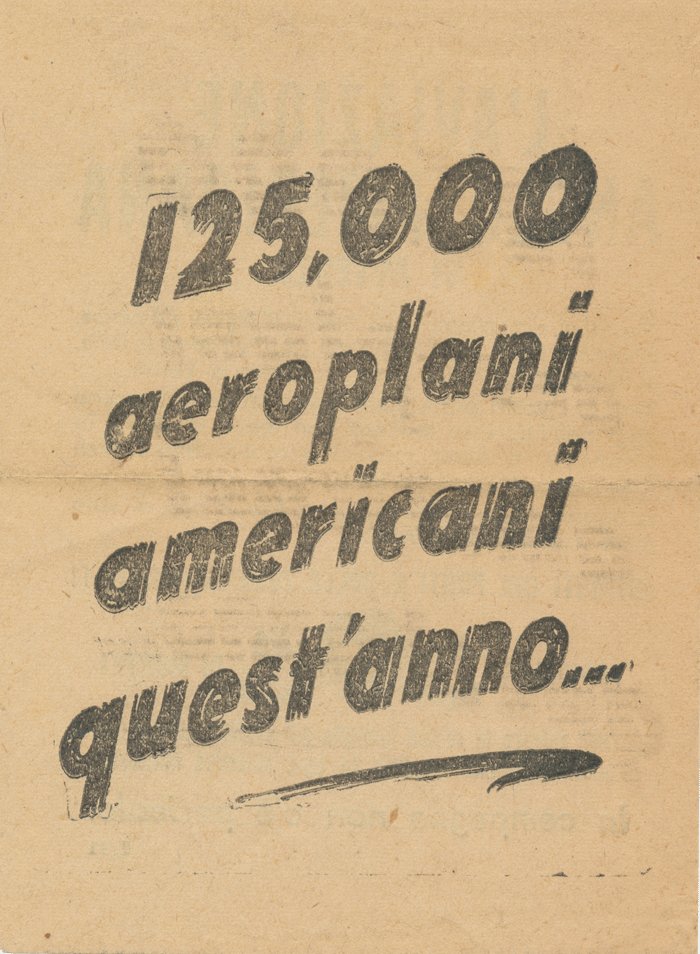 125,000
aeroplani
americani
quest'anno...